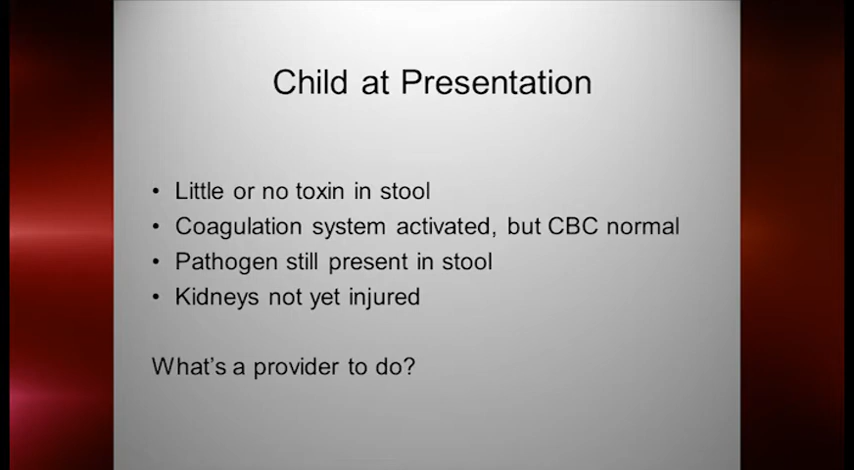 Child at Presentation
• Little or no toxin in stool
• Coagulation system activated, but CBC normal
• Pathogen still present in stool
• Kidneys not yet injured
What's a provider to do?